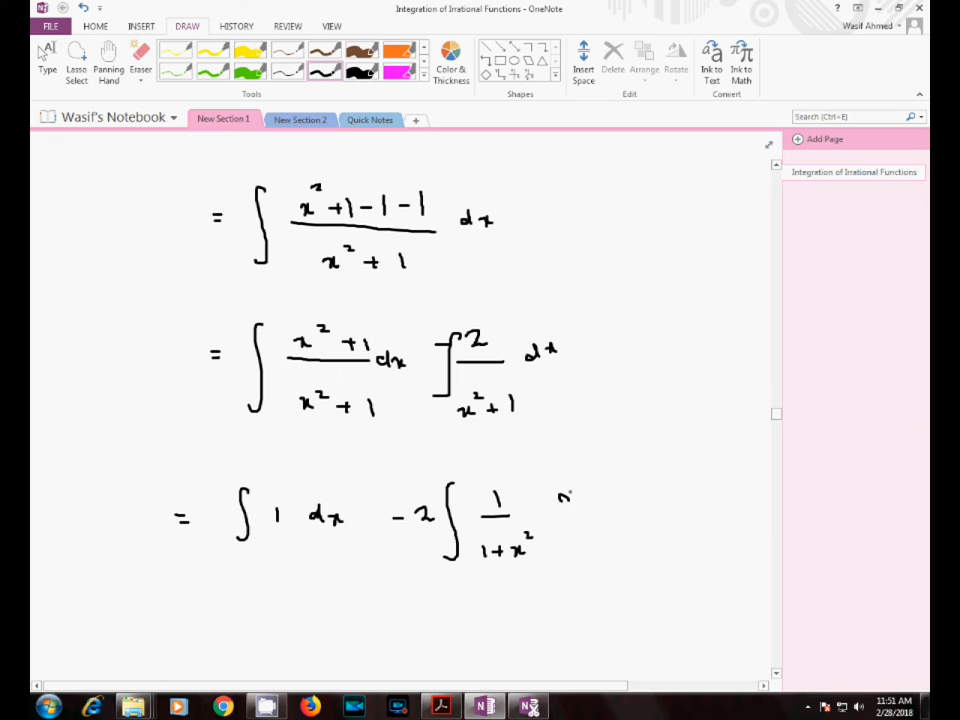 Integration of Irrational Functions - OneNote
FILE HOME INSERT DRAW HISTORY REVIEW VIEW Wasif Ahmed
Type Lasso Select Panning Hand Eraser Color & Thickness Insert Space Delete Arrange Rotate Ink to Text Ink to Math
Tools Shapes Edit Convert
Wasif's Notebook New Section 1 New Section 2 Quick Notes Search (Ctrl+E)
Add Page
Integration of Irrational Functions
= ∫ (x² + 1 - 1 - 1) / (x² + 1) dx
= ∫ (x² + 1) / (x² + 1) dx - ∫ 2 / (x² + 1) dx
= ∫ 1 dx - 2 ∫ 1 / (1 + x²)
11:51 AM
2/28/2018